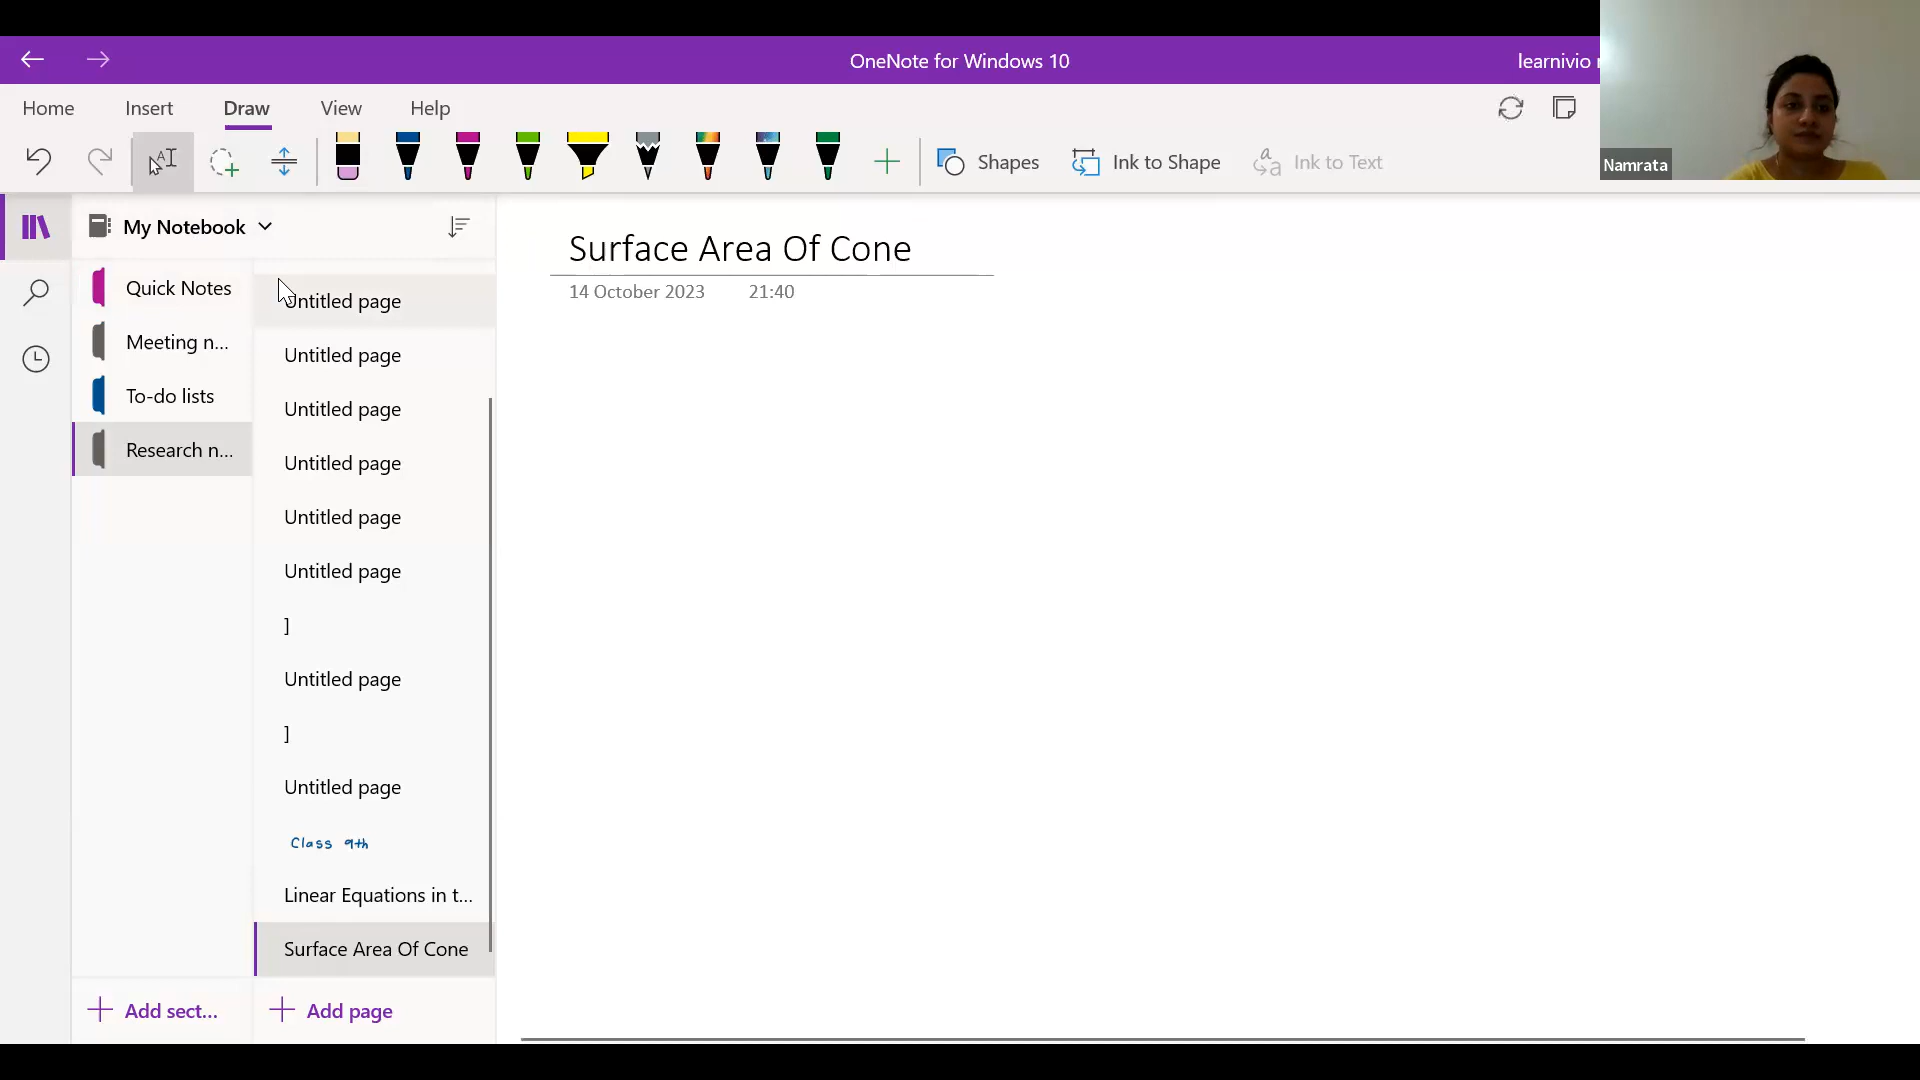 OneNote for Windows 10
learnivio
Home Insert Draw View Help
Shapes Ink to Shape Ink to Text
Namrata
My Notebook
Quick Notes
Meeting n...
To-do lists
Research n...
Add sect...
Untitled page
Untitled page
Untitled page
Untitled page
Untitled page
Untitled page
]
Untitled page
]
Untitled page
Class 9th
Linear Equations in t...
Surface Area Of Cone
Add page
Surface Area Of Cone
14 October 2023 21:40